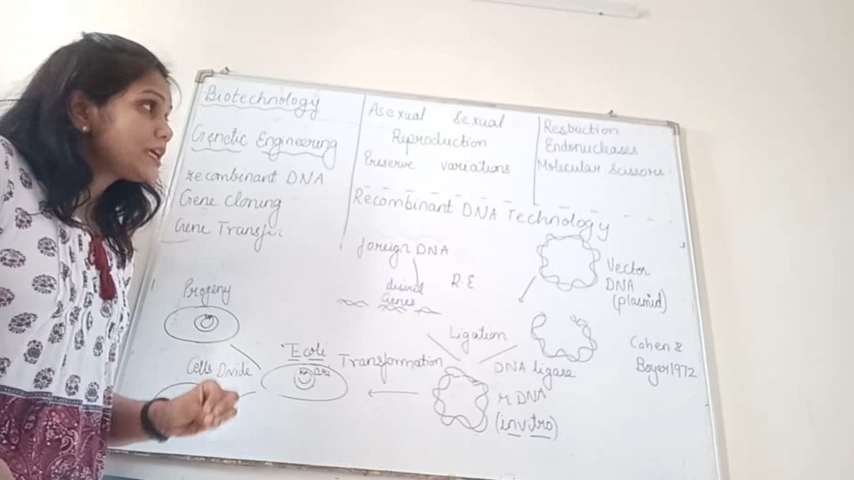 Biotechnology
Genetic Engineering
recombinant DNA
Gene Cloning
Gene Transfer
Asexual Sexual
Reproduction
Preserve variations
Restriction
Endonucleases
Molecular Scissors
Recombinant DNA Technology
foreign DNA
R.E
desired
Genes
Vector
DNA
(plasmid)
Ligation
DNA ligase
r DNA
(invitro)
Cohen &
Boyer 1972
Transformation
E coli
Progeny
Cells Divide